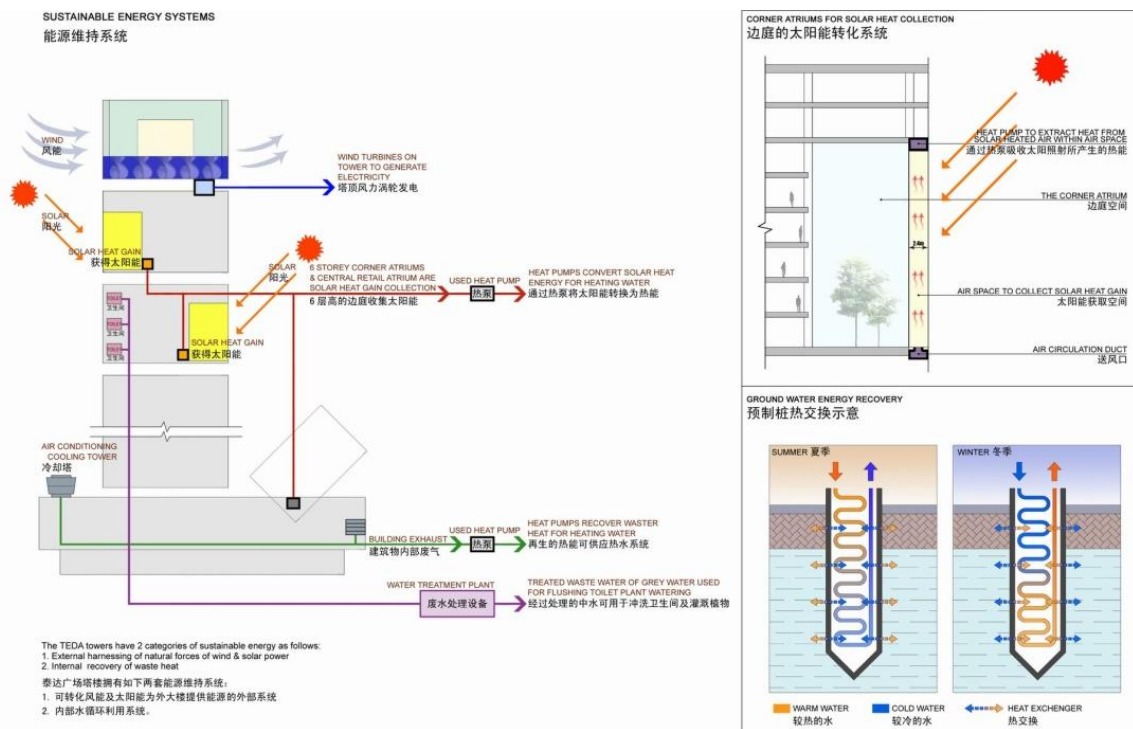 SUSTAINABLE ENERGY SYSTEMS
能源维持系统
WIND
风能
WIND TURBINES ON
TOWER TO GENERATE
ELECTRICITY
塔顶风力涡轮发电
SOLAR
阳光
SOLAR HEAT GAIN
获得太阳能
SOLAR
阳光
6 STOREY CORNER ATRIUMS
& CENTRAL RETAIL ATRIUM ARE
SOLAR HEAT GAIN COLLECTION
6 层高的边庭收集太阳能
USED HEAT PUMP
热泵
HEAT PUMPS CONVERT SOLAR HEAT
ENERGY FOR HEATING WATER
通过热泵将太阳能转换为热能
TOILET
卫生间
TOILET
卫生间
TOILET
卫生间
SOLAR HEAT GAIN
获得太阳能
AIR CONDITIONING
COOLING TOWER
冷却塔
BUILDING EXHAUST
建筑物内部废气
USED HEAT PUMP
热泵
HEAT PUMPS RECOVER WASTER
HEAT FOR HEATING WATER
再生的热能可供应热水系统
WATER TREATMENT PLANT
废水处理设备
TREATED WASTE WATER OF GREY WATER USED
FOR FLUSHING TOILET PLANT WATERING
经过处理的中水可用于冲洗卫生间及灌溉植物
The TEDA towers have 2 categories of sustainable energy as follows:
1. External harnessing of natural forces of wind & solar power
2. Internal recovery of waste heat
泰达广场塔楼拥有如下两套能源维持系统：
1. 可转化风能及太阳能为外大楼提供能源的外部系统
2. 内部水循环利用系统。
CORNER ATRIUMS FOR SOLAR HEAT COLLECTION
边庭的太阳能转化系统
HEAT PUMP TO EXTRACT HEAT FROM
SOLAR HEATED AIR WITHIN AIR SPACE
通过热泵吸收太阳照射所产生的热能
THE CORNER ATRIUM
边庭空间
2.4m
AIR SPACE TO COLLECT SOLAR HEAT GAIN
太阳能获取空间
AIR CIRCULATION DUCT
送风口
GROUND WATER ENERGY RECOVERY
预制桩热交换示意
SUMMER 夏季
WINTER 冬季
WARM WATER
较热的水
COLD WATER
较冷的水
HEAT EXCHENGER
热交换